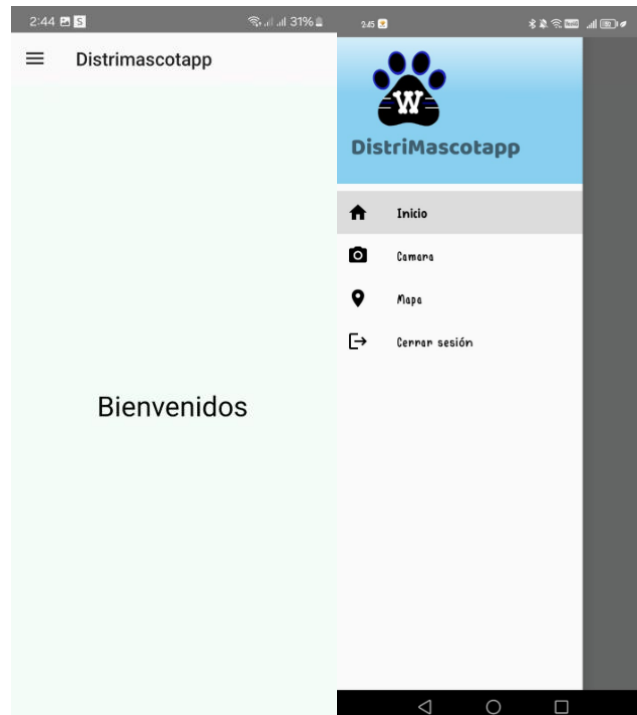 2:44 S 31%
Distrimascotapp
Bienvenidos
2:45
W
DistriMascotapp
Inicio
Camara
Mapa
Cerrar sesión